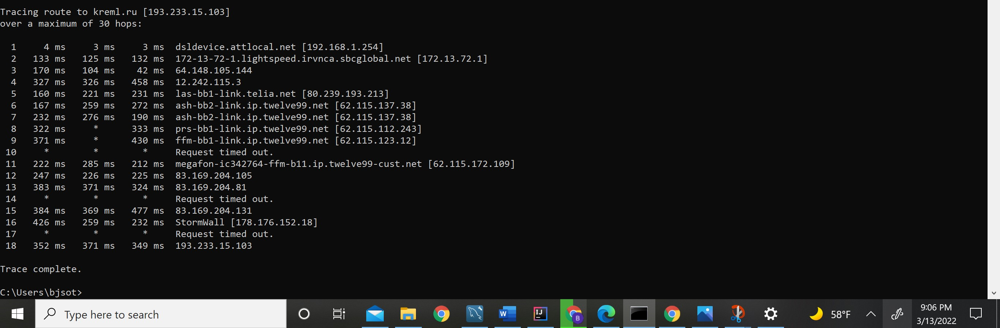 Tracing route to kreml.ru [193.233.15.103]
over a maximum of 30 hops:
1 4 ms 3 ms 3 ms dsldevice.attlocal.net [192.168.1.254]
2 133 ms 125 ms 132 ms 172-13-72-1.lightspeed.irvnca.sbcglobal.net [172.13.72.1]
3 170 ms 104 ms 42 ms 64.148.105.144
4 327 ms 326 ms 458 ms 12.242.115.3
5 160 ms 221 ms 231 ms las-bb1-link.telia.net [80.239.193.213]
6 167 ms 259 ms 272 ms ash-bb2-link.ip.twelve99.net [62.115.137.38]
7 232 ms 276 ms 190 ms ash-bb2-link.ip.twelve99.net [62.115.137.38]
8 322 ms * 333 ms prs-bb1-link.ip.twelve99.net [62.115.112.243]
9 371 ms * 430 ms ffm-bb1-link.ip.twelve99.net [62.115.123.12]
10 * * * Request timed out.
11 222 ms 285 ms 212 ms megafon-ic342764-ffm-b11.ip.twelve99-cust.net [62.115.172.109]
12 247 ms 226 ms 225 ms 83.169.204.105
13 383 ms 371 ms 324 ms 83.169.204.81
14 * * * Request timed out.
15 384 ms 369 ms 477 ms 83.169.204.131
16 426 ms 259 ms 232 ms StormWall [178.176.152.18]
17 * * * Request timed out.
18 352 ms 371 ms 349 ms 193.233.15.103
Trace complete.
C:\Users\bjsot>
Type here to search
W
IJ
B
58°F
9:06 PM
3/13/2022